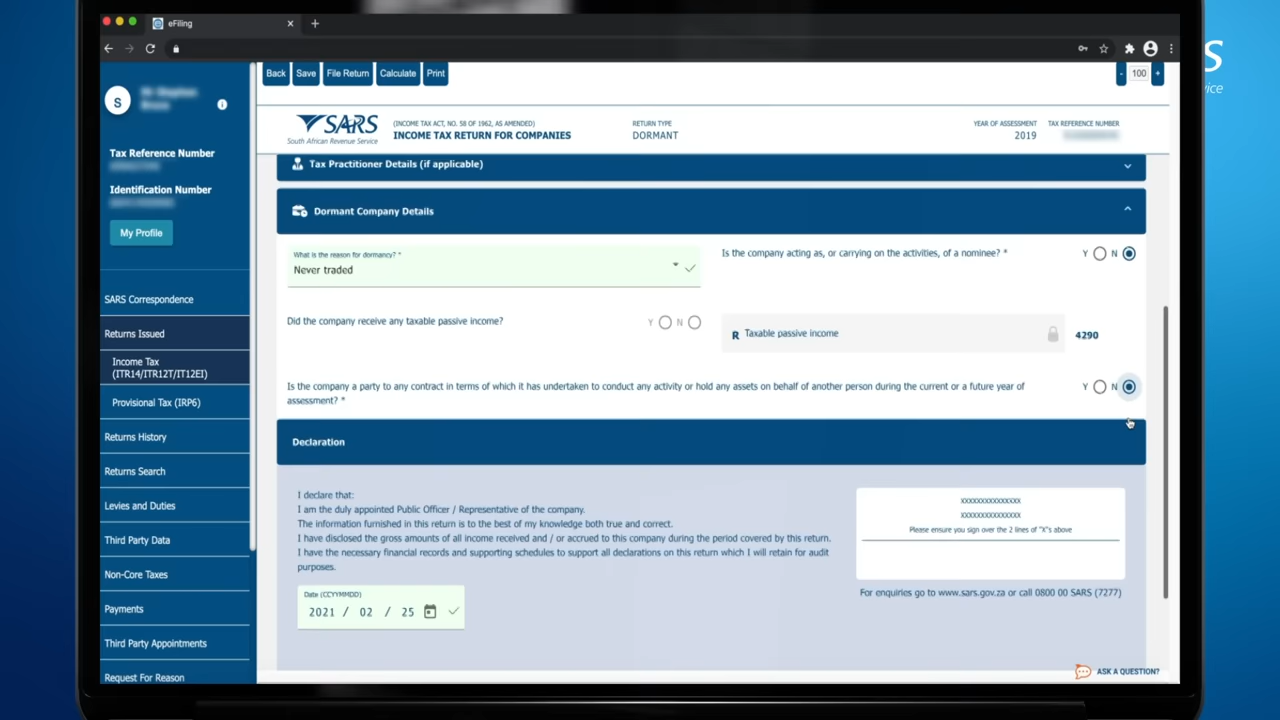 eFiling
Back Save File Return Calculate Print
- 100 +
S
ice
S
Tax Reference Number
Identification Number
My Profile
SARS Correspondence
Returns Issued
Income Tax
(ITR14/ITR12T/IT12EI)
Provisional Tax (IRP6)
Returns History
Returns Search
Levies and Duties
Third Party Data
Non-Core Taxes
Payments
Third Party Appointments
Request For Reason
SARS
South African Revenue Service
(INCOME TAX ACT, NO. 58 OF 1962, AS AMENDED)
INCOME TAX RETURN FOR COMPANIES
RETURN TYPE
DORMANT
YEAR OF ASSESSMENT
2019
TAX REFERENCE NUMBER
Tax Practitioner Details (if applicable)
Dormant Company Details
What is the reason for dormancy? *
Never traded
Is the company acting as, or carrying on the activities, of a nominee? * Y N
Did the company receive any taxable passive income? Y N
R Taxable passive income 4290
Is the company a party to any contract in terms of which it has undertaken to conduct any activity or hold any assets on behalf of another person during the current or a future year of
assessment? * Y N
Declaration
I declare that:
I am the duly appointed Public Officer / Representative of the company.
The information furnished in this return is to the best of my knowledge both true and correct.
I have disclosed the gross amounts of all income received and / or accrued to this company during the period covered by this return.
I have the necessary financial records and supporting schedules to support all declarations on this return which I will retain for audit
purposes.
Date (CCYYMMDD)
2021 / 02 / 25
XXXXXXXXXXXXXXX
XXXXXXXXXXXXXXX
Please ensure you sign over the 2 lines of "X"s above
For enquiries go to www.sars.gov.za or call 0800 00 SARS (7277)
ASK A QUESTION?